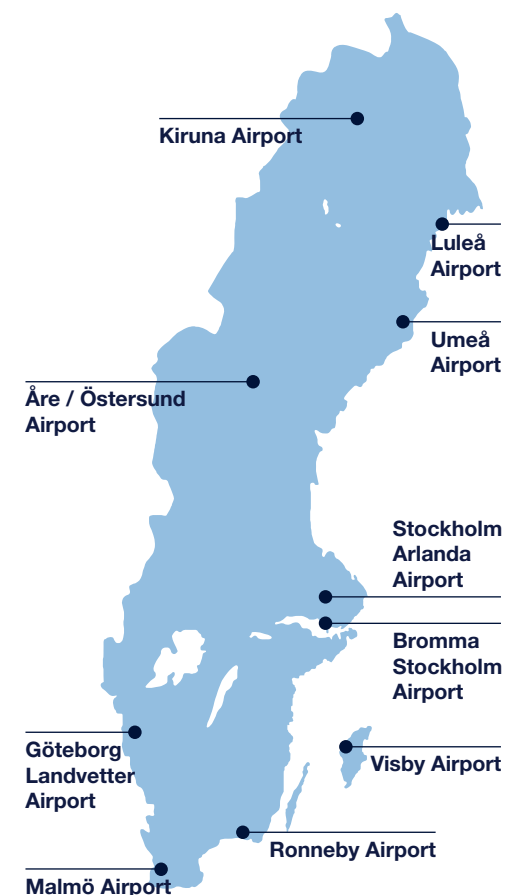 Kiruna Airport
Luleå
Airport
Umeå
Airport
Åre / Östersund
Airport
Stockholm
Arlanda
Airport
Bromma
Stockholm
Airport
Göteborg
Landvetter
Airport
Visby Airport
Ronneby Airport
Malmö Airport